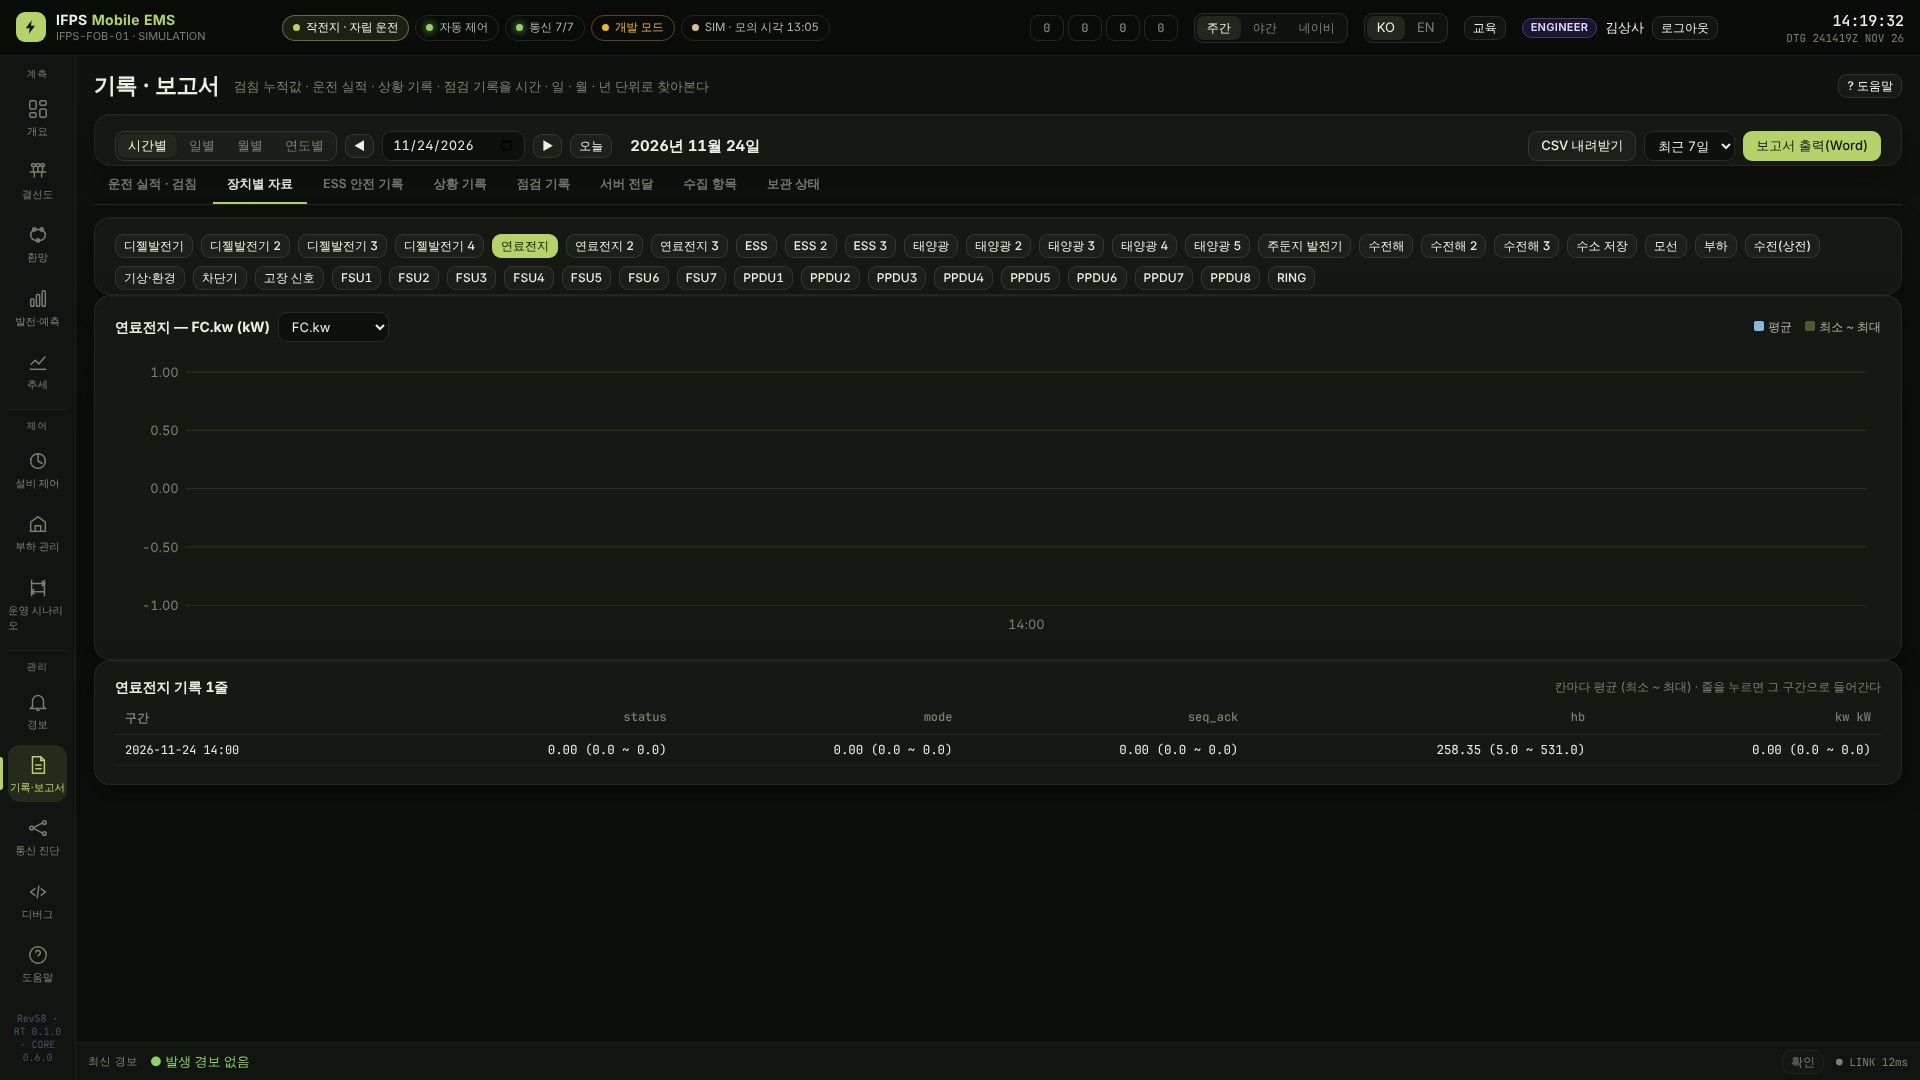 IFPS Mobile EMS
IFPS-FOB-01 · SIMULATION
작전지 · 자립 운전
자동 제어
통신 7/7
개발 모드
SIM · 모의 시각 13:05
0 0 0 0
주간 야간 네이비
KO EN
교육
ENGINEER 김상사 로그아웃
14:19:32
DTG 241419Z NOV 26
계측
개요
결선도
환망
발전·예측
추세
제어
설비 제어
부하 관리
운영 시나리
오
관리
경보
기록·보고서
통신 진단
디버그
도움말
RevSB ·
RT 0.1.0
· CORE
0.6.0
기록 · 보고서 검침 누적값 · 운전 실적 · 상황 기록 · 점검 기록을 시간 · 일 · 월 · 년 단위로 찾아본다
? 도움말
시간별 일별 월별 연도별 ◀ 11/24/2026 ▶ 오늘 2026년 11월 24일
CSV 내려받기 최근 7일 보고서 출력(Word)
운전 실적 · 검침 장치별 자료 ESS 안전 기록 상황 기록 점검 기록 서버 전달 수집 항목 보관 상태
디젤발전기 디젤발전기 2 디젤발전기 3 디젤발전기 4 연료전지 연료전지 2 연료전지 3 ESS ESS 2 ESS 3 태양광 태양광 2 태양광 3 태양광 4 태양광 5 주둔지 발전기 수전해 수전해 2 수전해 3 수소 저장 모선 부하 수전(상전)
기상·환경 차단기 고장 신호 FSU1 FSU2 FSU3 FSU4 FSU5 FSU6 FSU7 PPDU1 PPDU2 PPDU3 PPDU4 PPDU5 PPDU6 PPDU7 PPDU8 RING
연료전지 — FC.kw (kW) FC.kw
평균 최소 ~ 최대
1.00
0.50
0.00
-0.50
-1.00
14:00
연료전지 기록 1줄
칸마다 평균 (최소 ~ 최대) · 줄을 누르면 그 구간으로 들어간다
구간 status mode seq_ack hb kw kW
2026-11-24 14:00 0.00 (0.0 ~ 0.0) 0.00 (0.0 ~ 0.0) 0.00 (0.0 ~ 0.0) 258.35 (5.0 ~ 531.0) 0.00 (0.0 ~ 0.0)
최신 경보 발생 경보 없음
확인 LINK 12ms